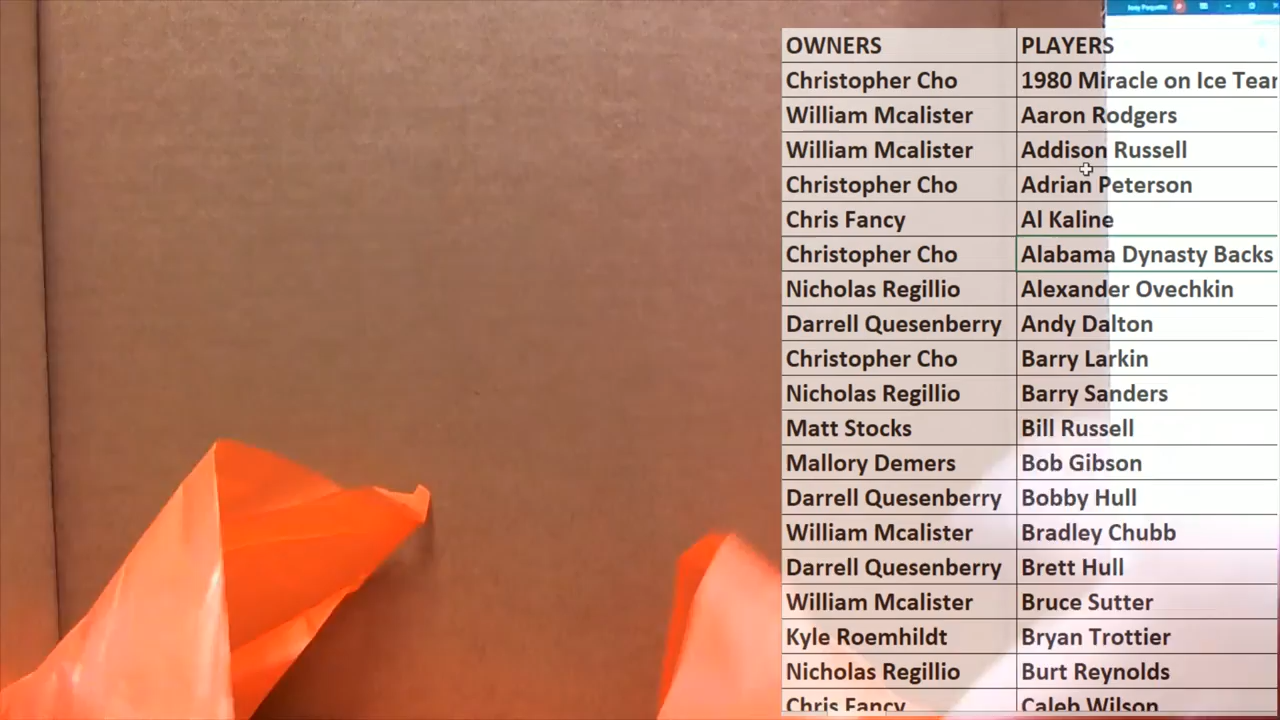 OWNERS PLAYERS
Christopher Cho 1980 Miracle on Ice
William Mcalister Aaron Rodgers
William Mcalister Addison Russell
Christopher Cho Adrian Peterson
Chris Fancy Al Kaline
Christopher Cho Alabama Dynasty Backs
Nicholas Regillio Alexander Ovechkin
Darrell Quesenberry Andy Dalton
Christopher Cho Barry Larkin
Nicholas Regillio Barry Sanders
Matt Stocks Bill Russell
Mallory Demers Bob Gibson
Darrell Quesenberry Bobby Hull
William Mcalister Bradley Chubb
Darrell Quesenberry Brett Hull
William Mcalister Bruce Sutter
Kyle Roemhildt Bryan Trottier
Nicholas Regillio Burt Reynolds
Chris Fancy Caleb Wilson